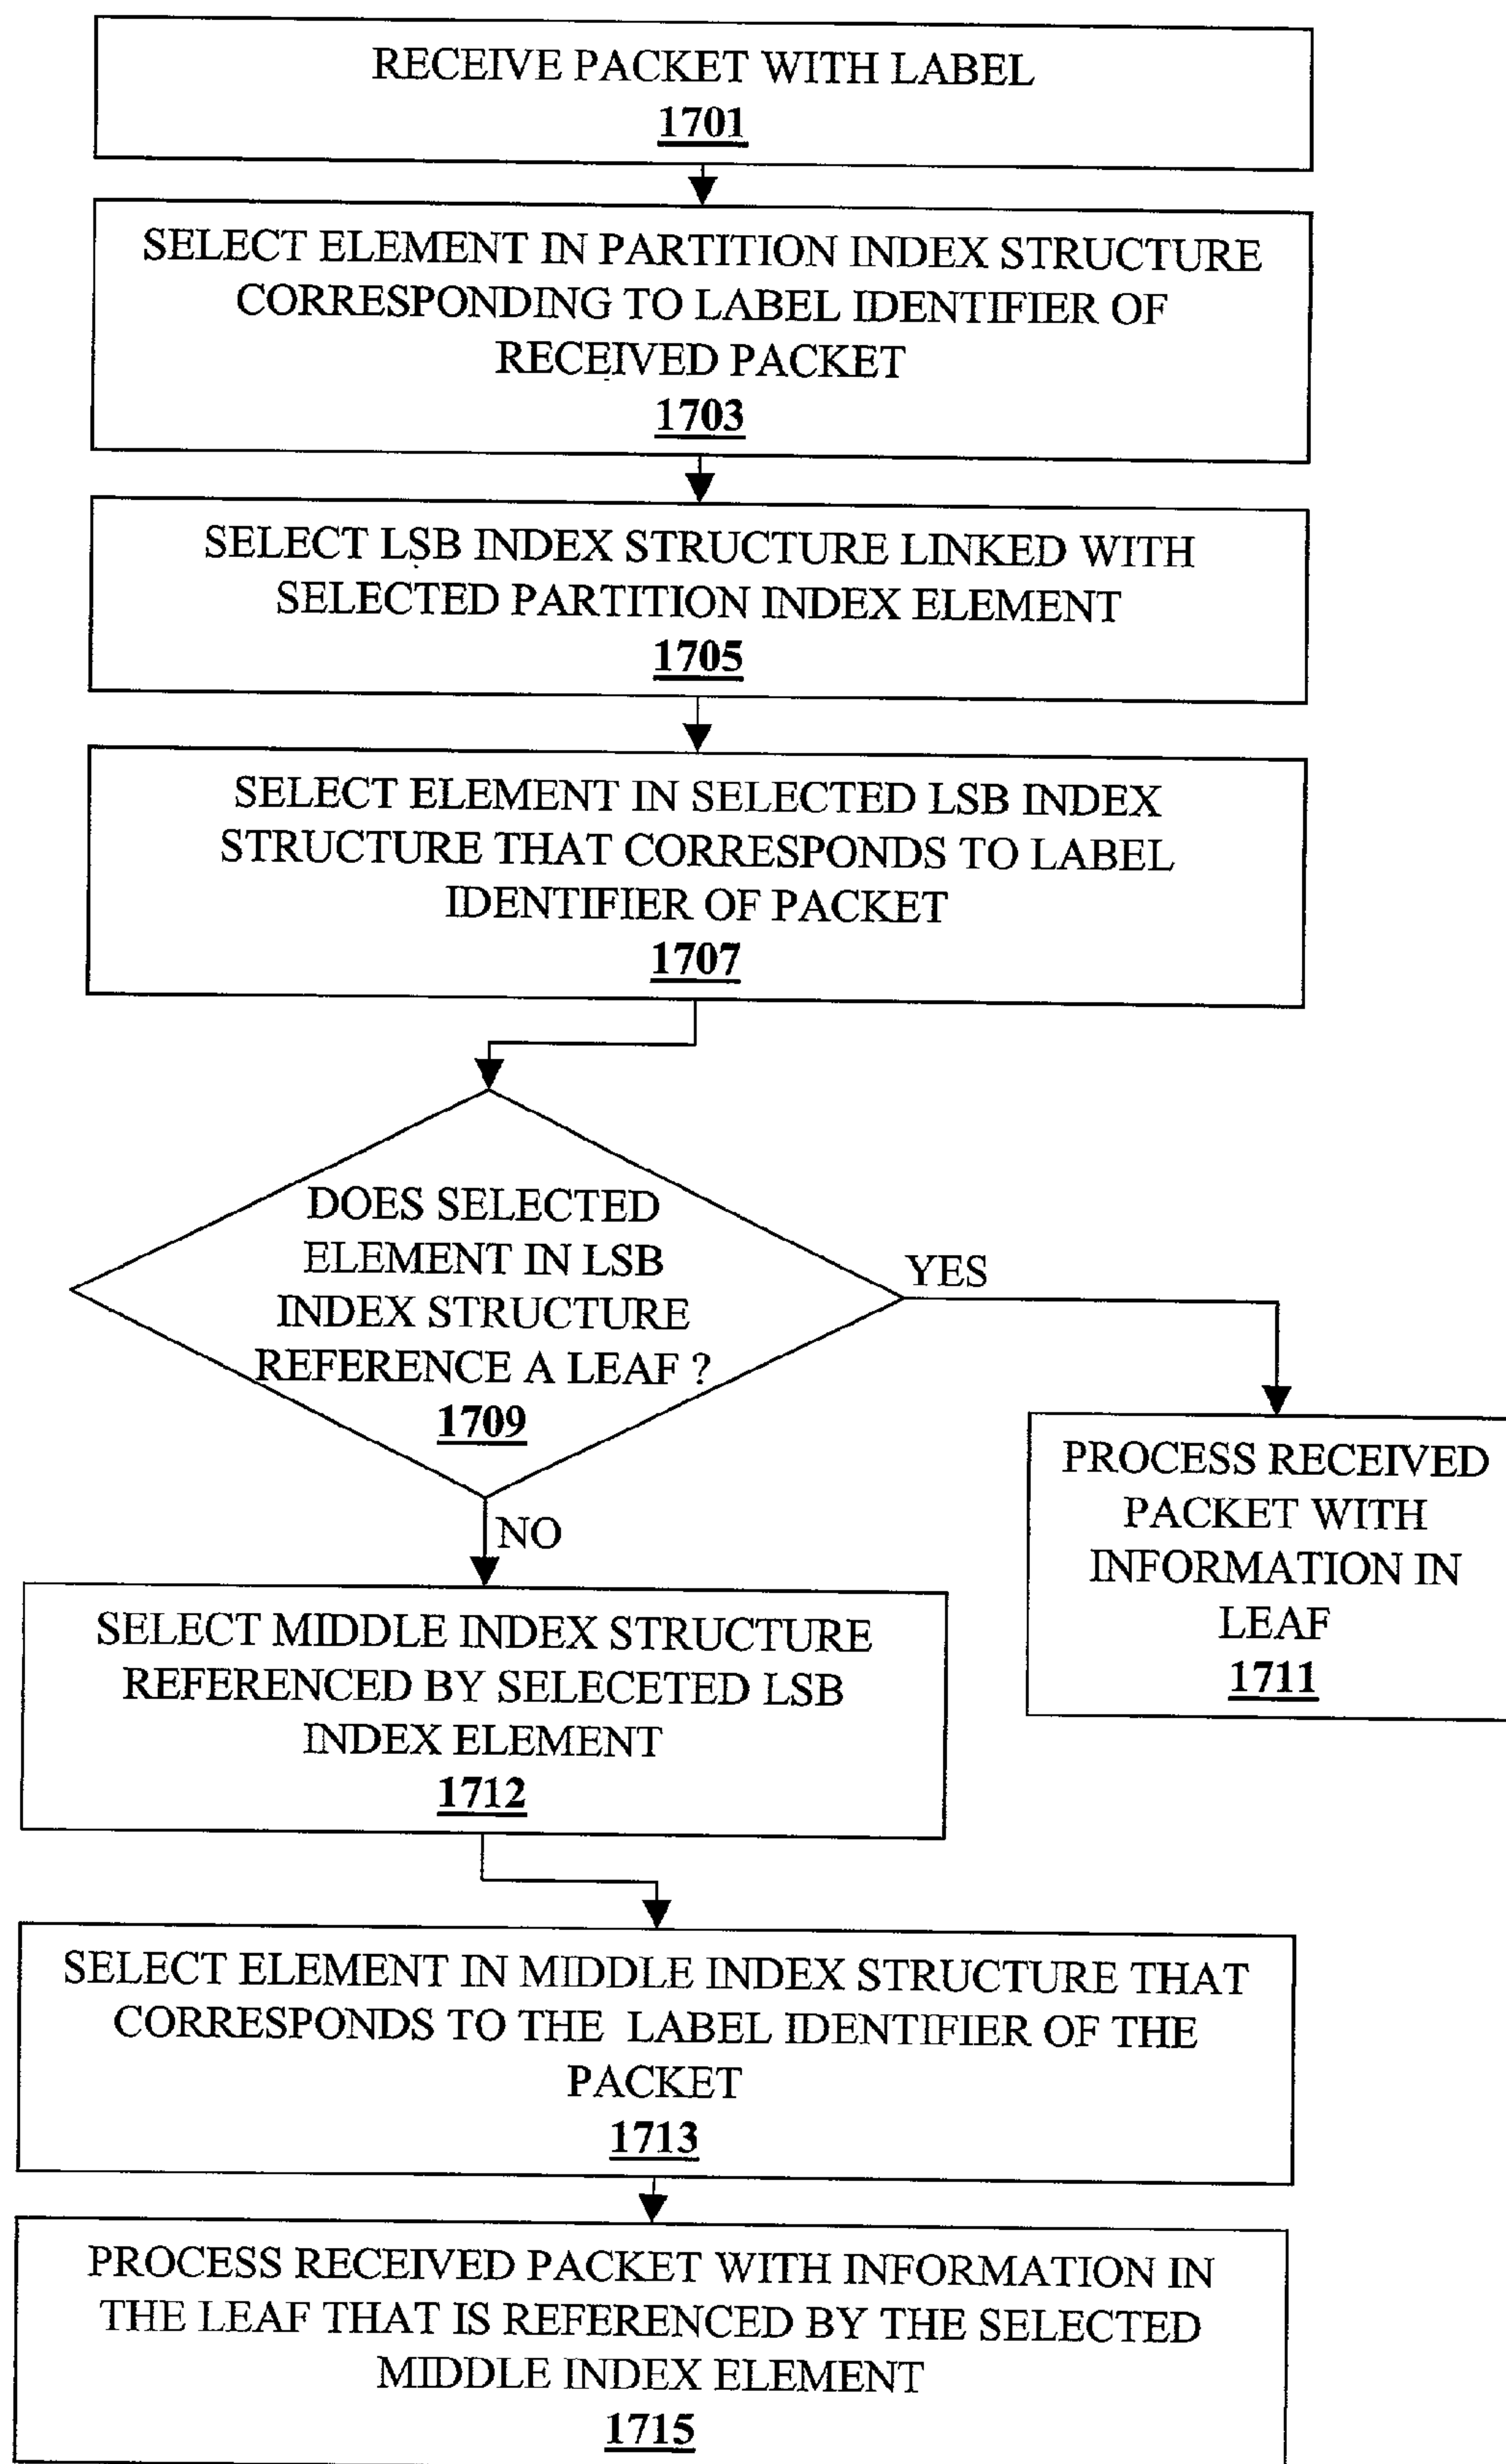 RECEIVE PACKET WITH LABEL
1701
SELECT ELEMENT IN PARTITION INDEX STRUCTURE
CORRESPONDING TO LABEL IDENTIFIER OF
RECEIVED PACKET
1703
SELECT LSB INDEX STRUCTURE LINKED WITH
SELECTED PARTITION INDEX ELEMENT
1705
SELECT ELEMENT IN SELECTED LSB INDEX
STRUCTURE THAT CORRESPONDS TO LABEL
IDENTIFIER OF PACKET
1707
DOES SELECTED
ELEMENT IN LSB
INDEX STRUCTURE
REFERENCE A LEAF ?
1709
YES
PROCESS RECEIVED
PACKET WITH
INFORMATION IN
LEAF
1711
NO
SELECT MIDDLE INDEX STRUCTURE
REFERENCED BY SELECETED LSB
INDEX ELEMENT
1712
SELECT ELEMENT IN MIDDLE INDEX STRUCTURE THAT
CORRESPONDS TO THE LABEL IDENTIFIER OF THE
PACKET
1713
PROCESS RECEIVED PACKET WITH INFORMATION IN
THE LEAF THAT IS REFERENCED BY THE SELECTED
MIDDLE INDEX ELEMENT
1715